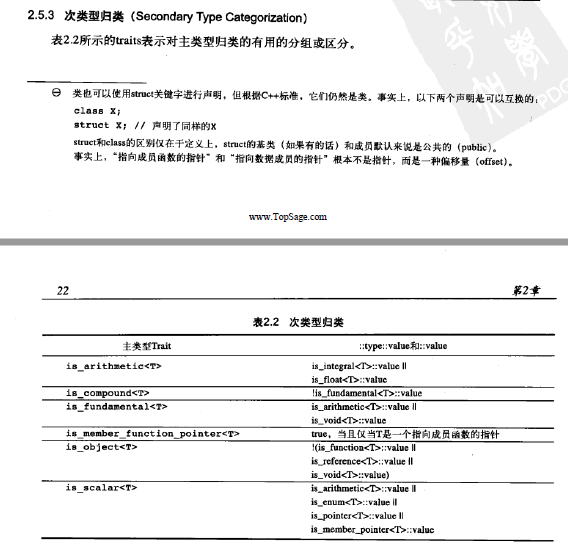 2.5.3 次类型归类（Secondary Type Categorization）
表2.2所示的traits表示对主类型归类的有用的分组或区分。
㊀ 类也可以使用struct关键字进行声明，但根据C++标准，它们仍然是类。事实上，以下两个声明是可以互换的：
class X;
struct X; // 声明了同样的X
struct和class的区别仅在于定义上，struct的基类（如果有的话）和成员默认来说是公共的（public）。
事实上，“指向成员函数的指针”和“指向数据成员的指针”根本不是指针，而是一种偏移量（offset）。
www.TopSage.com
22 第2章
表2.2 次类型归类
主类型Trait ::type::value和::value
is_arithmetic<T> is_integral<T>::value ||
is_float<T>::value
is_compound<T> !is_fundamental<T>::value
is_fundamental<T> is_arithmetic<T>::value ||
is_void<T>::value
is_member_function_pointer<T> true，当且仅当T是一个指向成员函数的指针
is_object<T> !(is_function<T>::value ||
is_reference<T>::value ||
is_void<T>::value)
is_scalar<T> is_arithmetic<T>::value ||
is_enum<T>::value ||
is_pointer<T>::value ||
is_member_pointer<T>::value